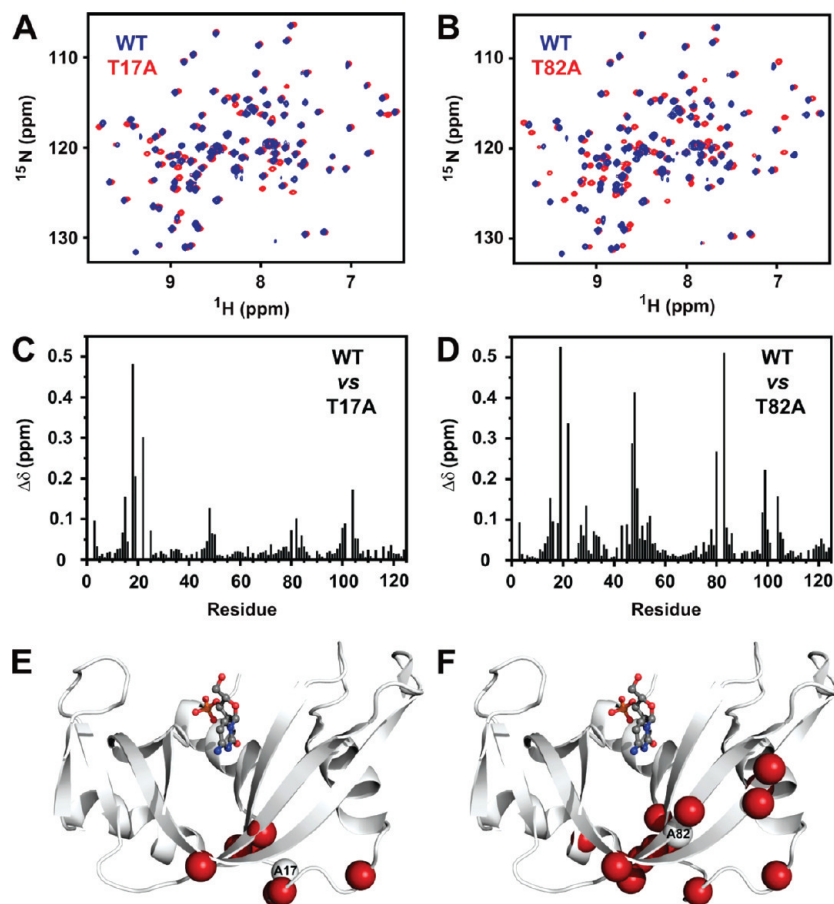 A
WT
T17A
110
120
130
15N (ppm)
9
8
7
1H (ppm)
B
WT
T82A
110
120
130
15N (ppm)
9
8
7
1H (ppm)
C
WT
vs
T17A
0.5
0.4
0.3
0.2
0.1
0
Δδ (ppm)
0 20 40 60 80 100 120
Residue
D
WT
vs
T82A
0.5
0.4
0.3
0.2
0.1
0
Δδ (ppm)
0 20 40 60 80 100 120
Residue
E
A17
F
A82